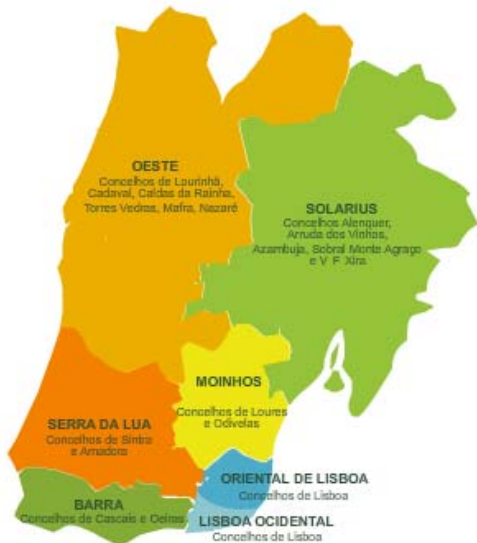 OESTE
Concelhos de Lourinhã,
Cadaval, Caldas da Rainha,
Torres Vedras, Mafra, Nazaré
SOLARIUS
Concelhos Alenquer,
Arruda dos Vinhos,
Azambuja, Sobral Monte Agraço
e V F Xira
MOINHOS
Concelhos de Loures
e Odivelas
SERRA DA LUA
Concelhos de Sintra
e Amadora
ORIENTAL DE LISBOA
Concelhos de Lisboa
BARRA
Concelhos de Cascais e Oeiras
LISBOA OCIDENTAL
Concelhos de Lisboa